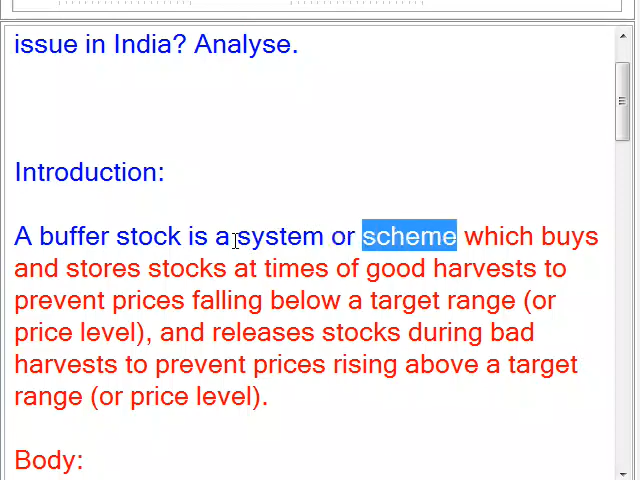 issue in India? Analyse.
Introduction:
A buffer stock is a system or scheme which buys
and stores stocks at times of good harvests to
prevent prices falling below a target range (or
price level), and releases stocks during bad
harvests to prevent prices rising above a target
range (or price level).
Body: